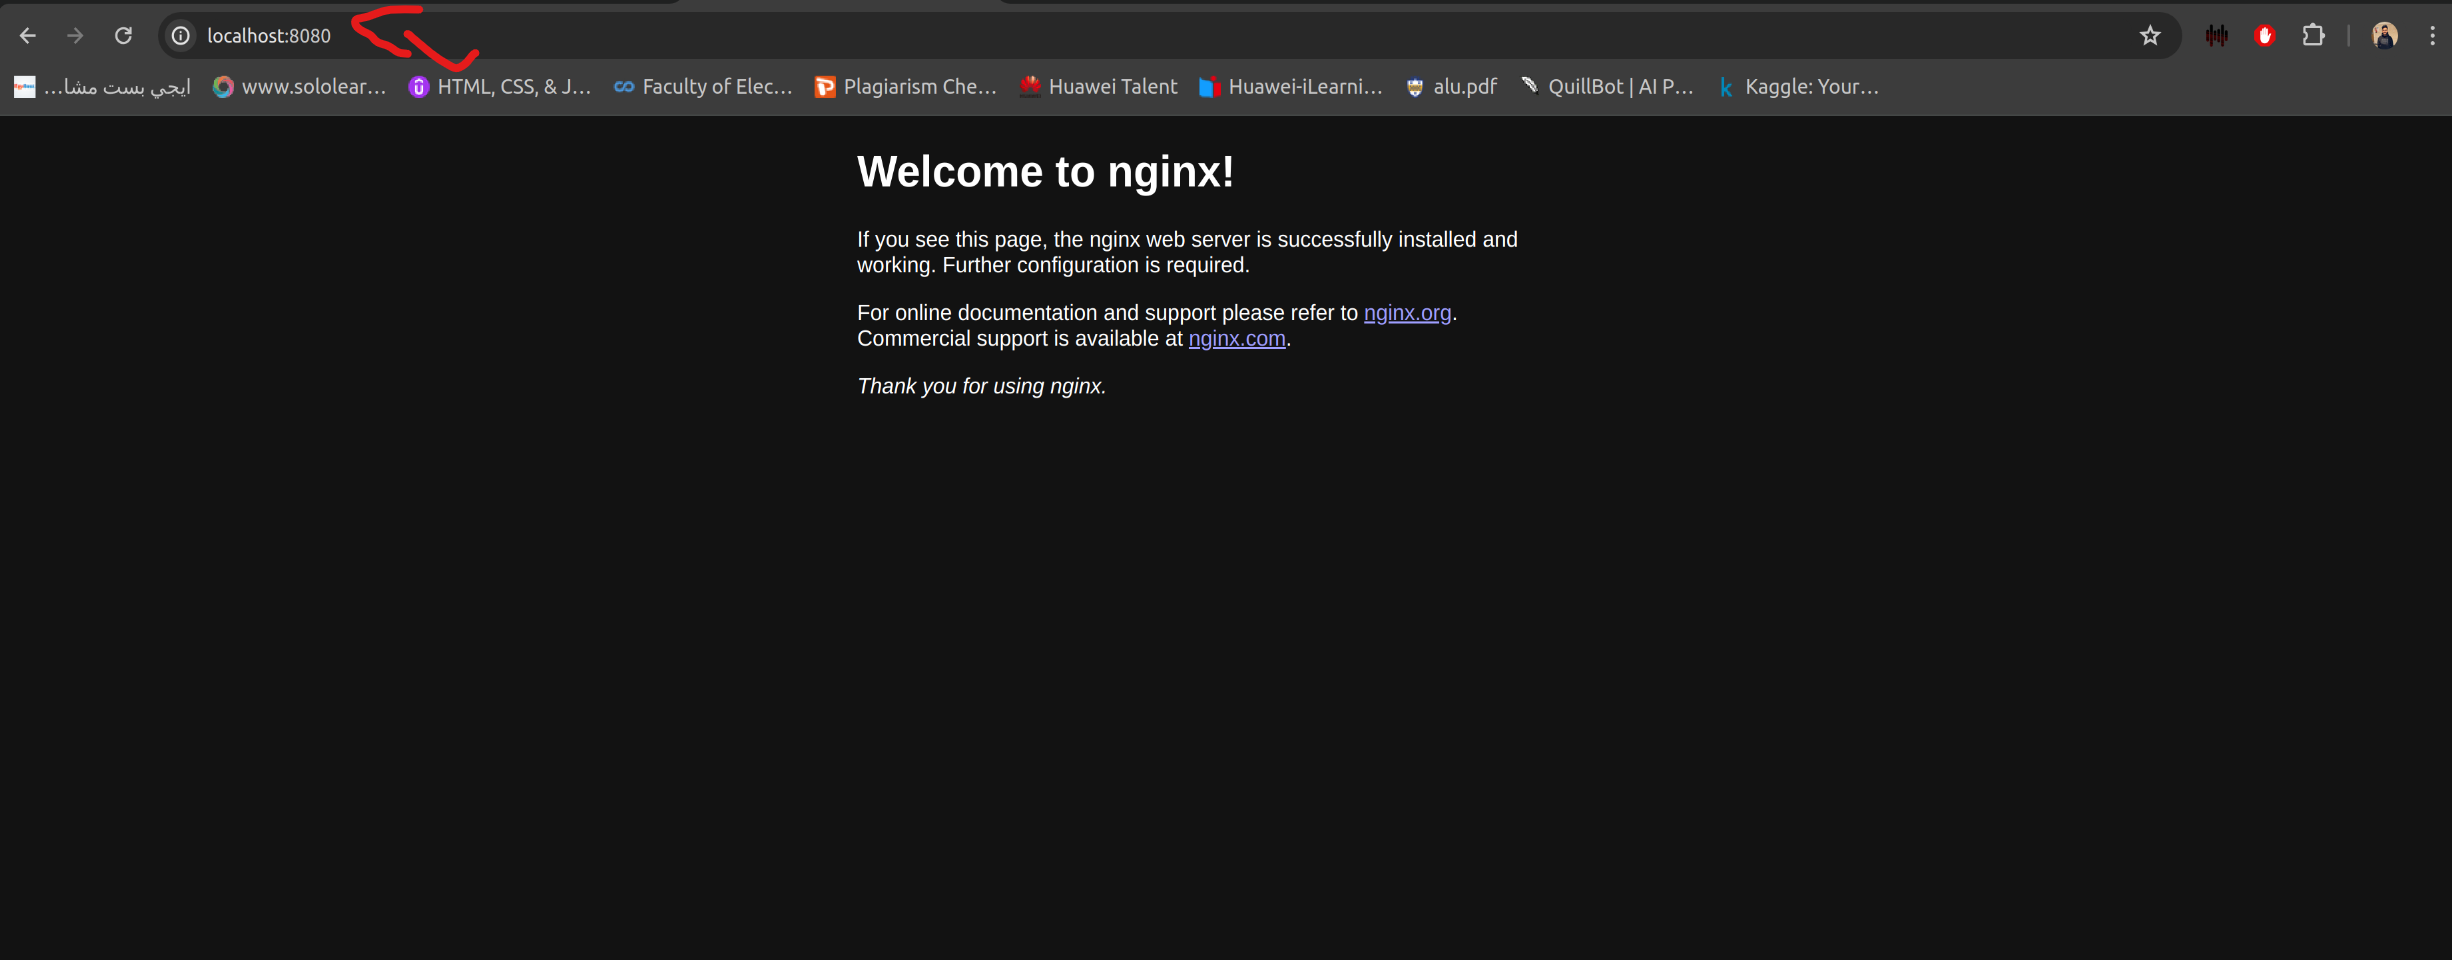 localhost:8080
ايجي بست مشا...
www.sololear...
HTML, CSS, & J...
Faculty of Elec...
Plagiarism Che...
Huawei Talent
Huawei-iLearni...
alu.pdf
QuillBot | AI P...
Kaggle: Your...
Welcome to nginx!
If you see this page, the nginx web server is successfully installed and
working. Further configuration is required.
For online documentation and support please refer to nginx.org.
Commercial support is available at nginx.com.
Thank you for using nginx.